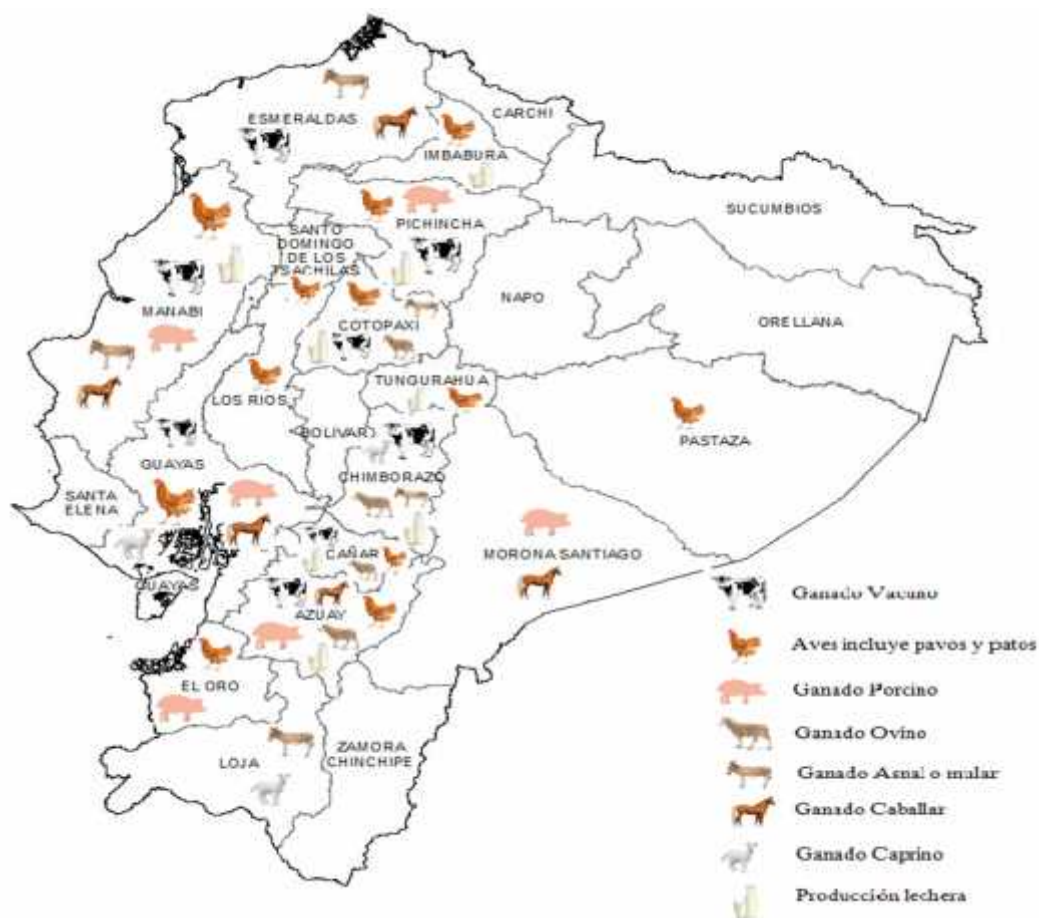 ESMERALDAS
CARCHI
IMBABURA
SUCUMBIOS
PICHINCHA
SANTO
DOMINGO
DE LOS
TSACHILAS
NAPO
ORELLANA
MANABI
COTOPAXI
TUNGURAHUA
LOS RIOS
BOLIVAR
PASTAZA
GUAYAS
CHIMBORAZO
SANTA
ELENA
MORONA SANTIAGO
CAÑAR
GUAYAS
AZUAY
EL ORO
LOJA
ZAMORA
CHINCHIPE
Ganado Vacuno
Aves incluye pavos y patos
Ganado Porcino
Ganado Ovino
Ganado Asnal o mular
Ganado Caballar
Ganado Caprino
Producción lechera